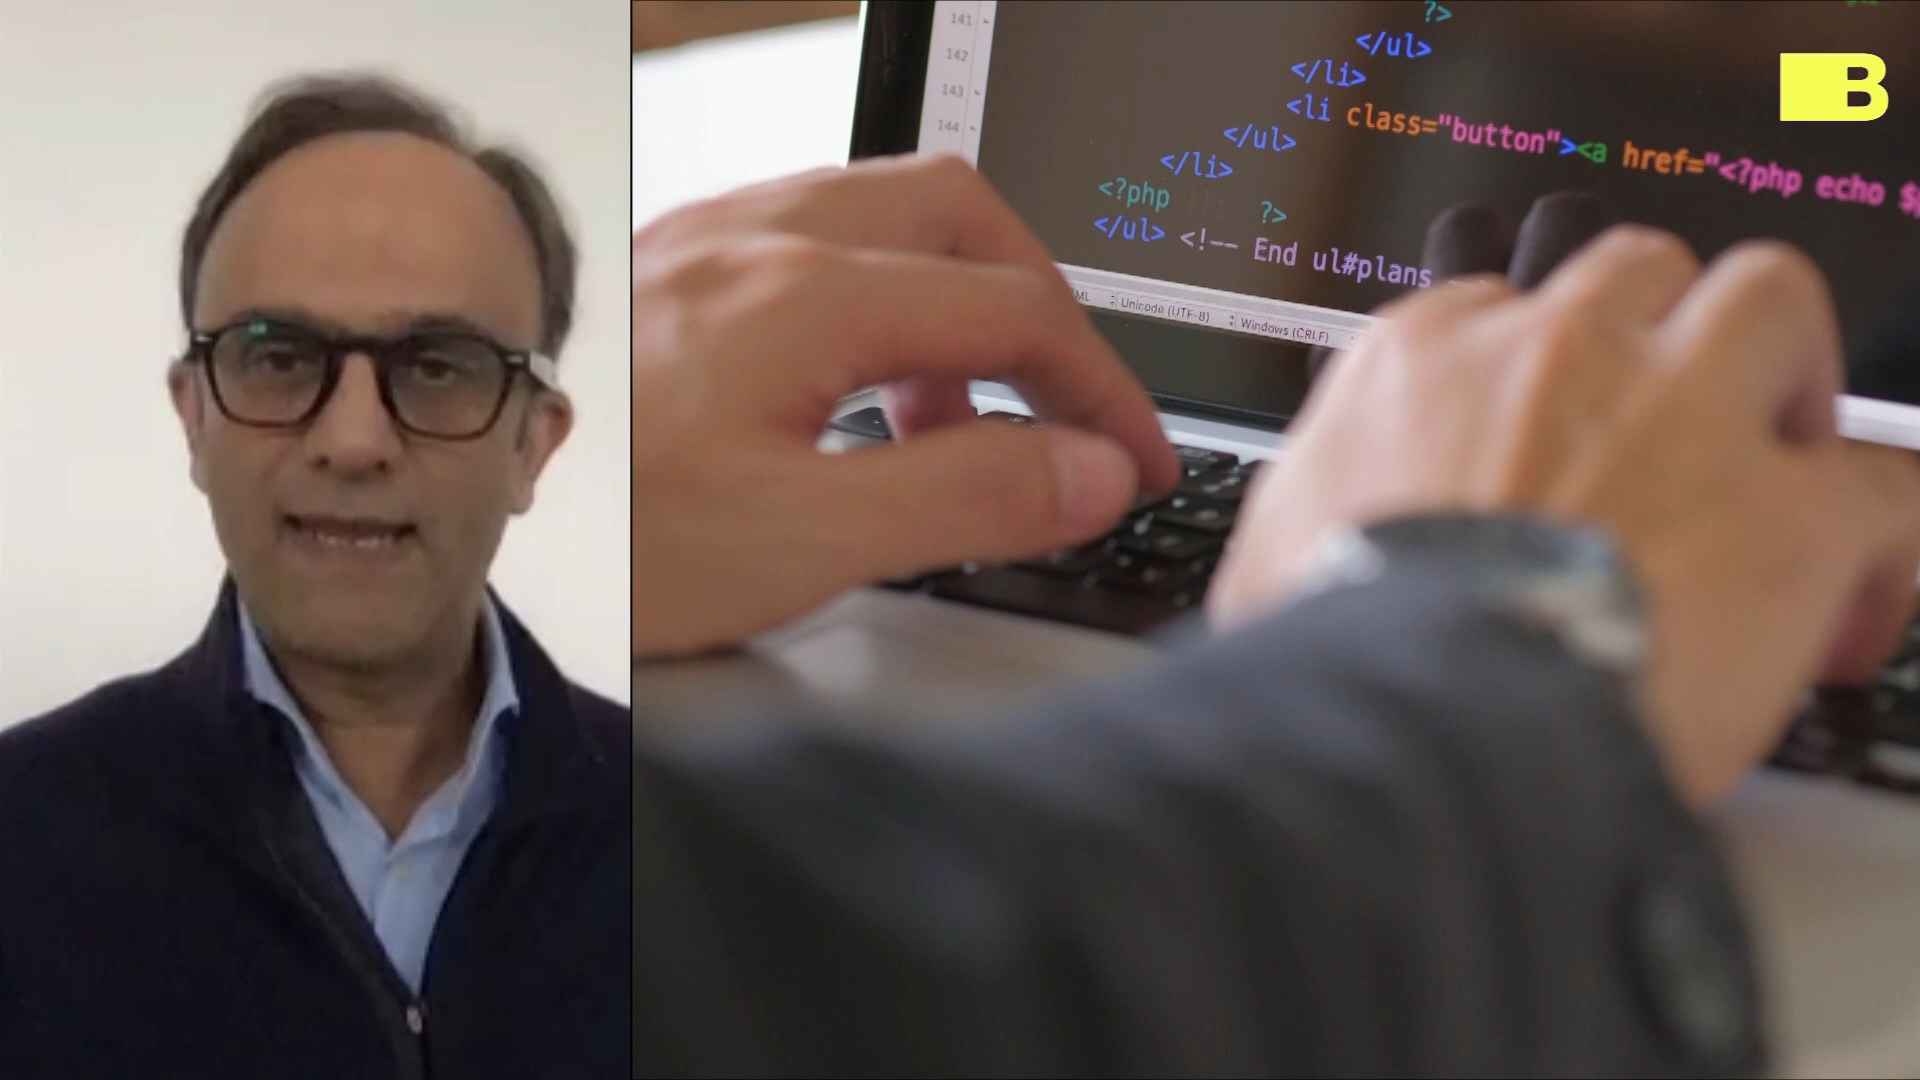 B
141
?>
142
</ul>
</li>
143
<li class="button"><a href="<?php echo
144
</ul>
</li>
<?php ?>
</ul> <!-- End ul#plans
Unicode (UTF-8)
Windows (CRLF)